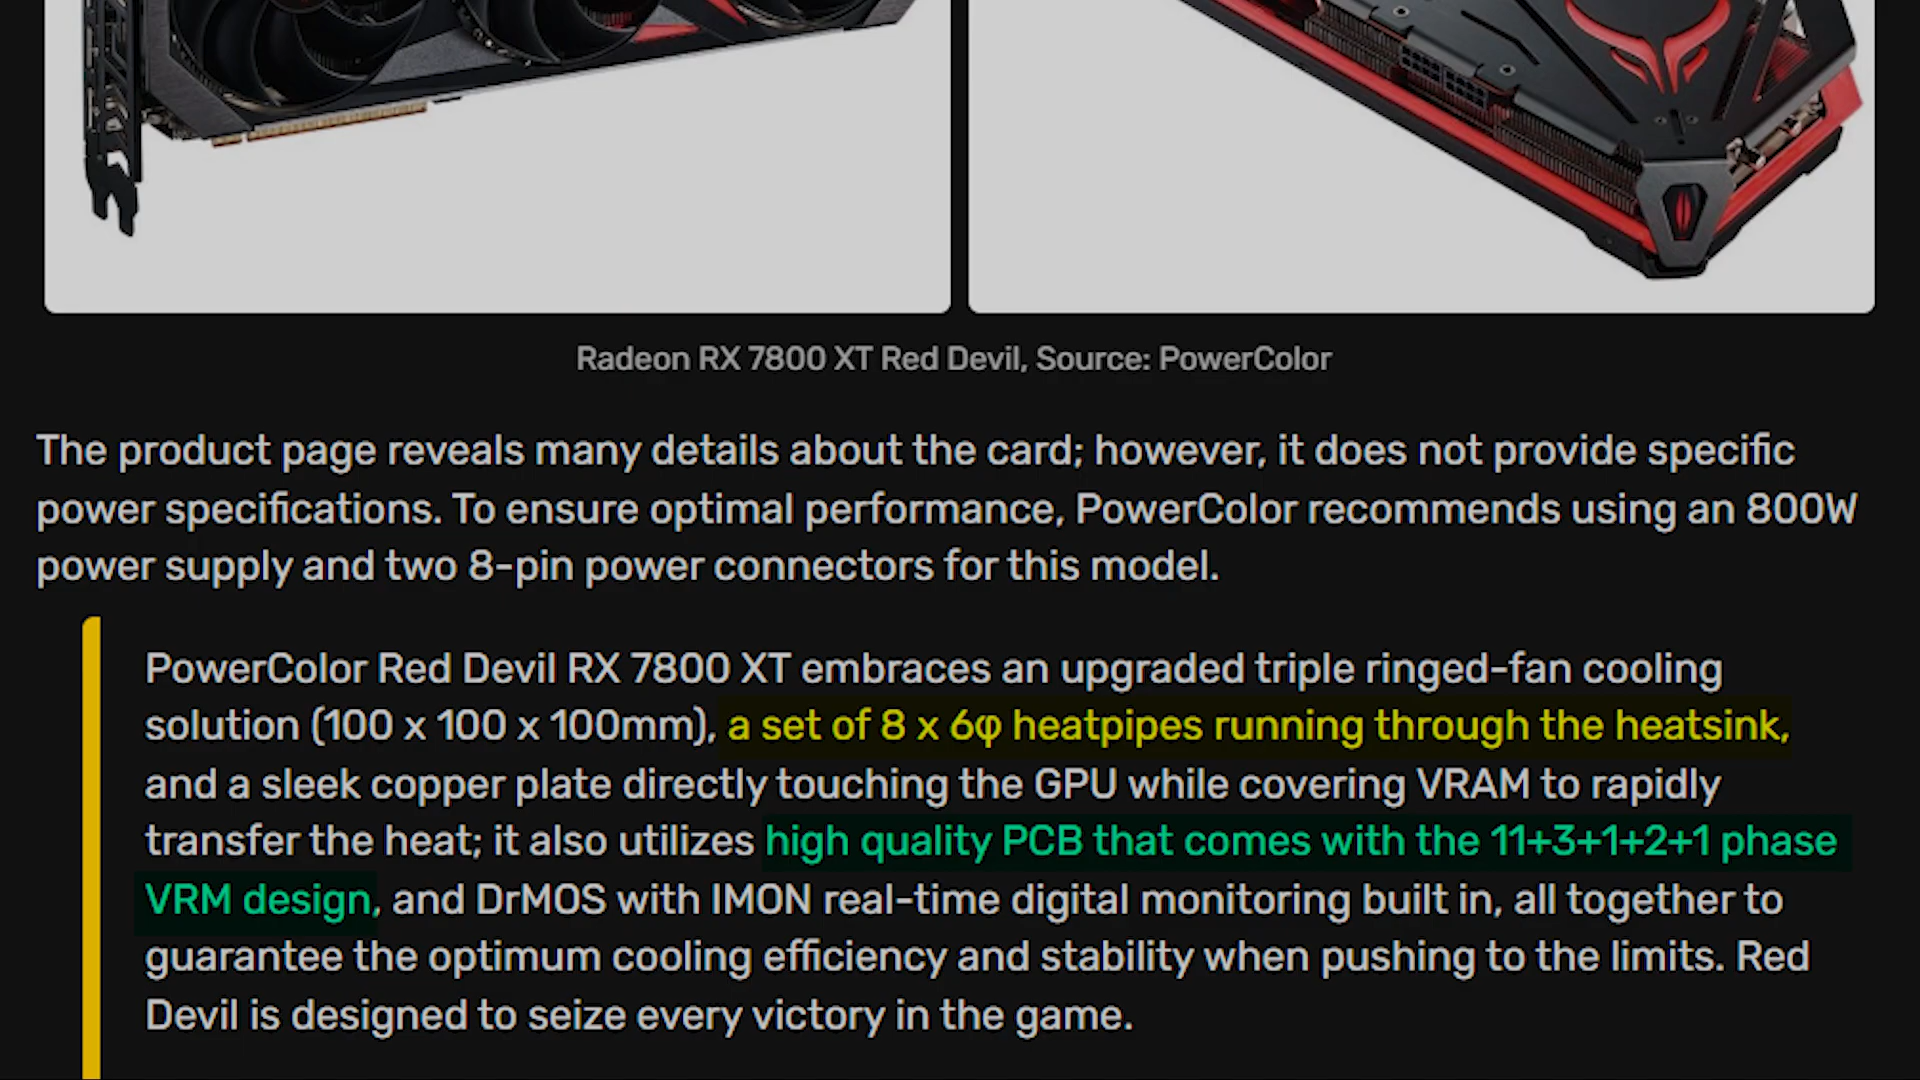 Radeon RX 7800 XT Red Devil, Source: PowerColor
The product page reveals many details about the card; however, it does not provide specific
power specifications. To ensure optimal performance, PowerColor recommends using an 800W
power supply and two 8-pin power connectors for this model.
PowerColor Red Devil RX 7800 XT embraces an upgraded triple ringed-fan cooling
solution (100 x 100 x 100mm), a set of 8 x 6φ heatpipes running through the heatsink,
and a sleek copper plate directly touching the GPU while covering VRAM to rapidly
transfer the heat; it also utilizes high quality PCB that comes with the 11+3+1+2+1 phase
VRM design, and DrMOS with IMON real-time digital monitoring built in, all together to
guarantee the optimum cooling efficiency and stability when pushing to the limits. Red
Devil is designed to seize every victory in the game.